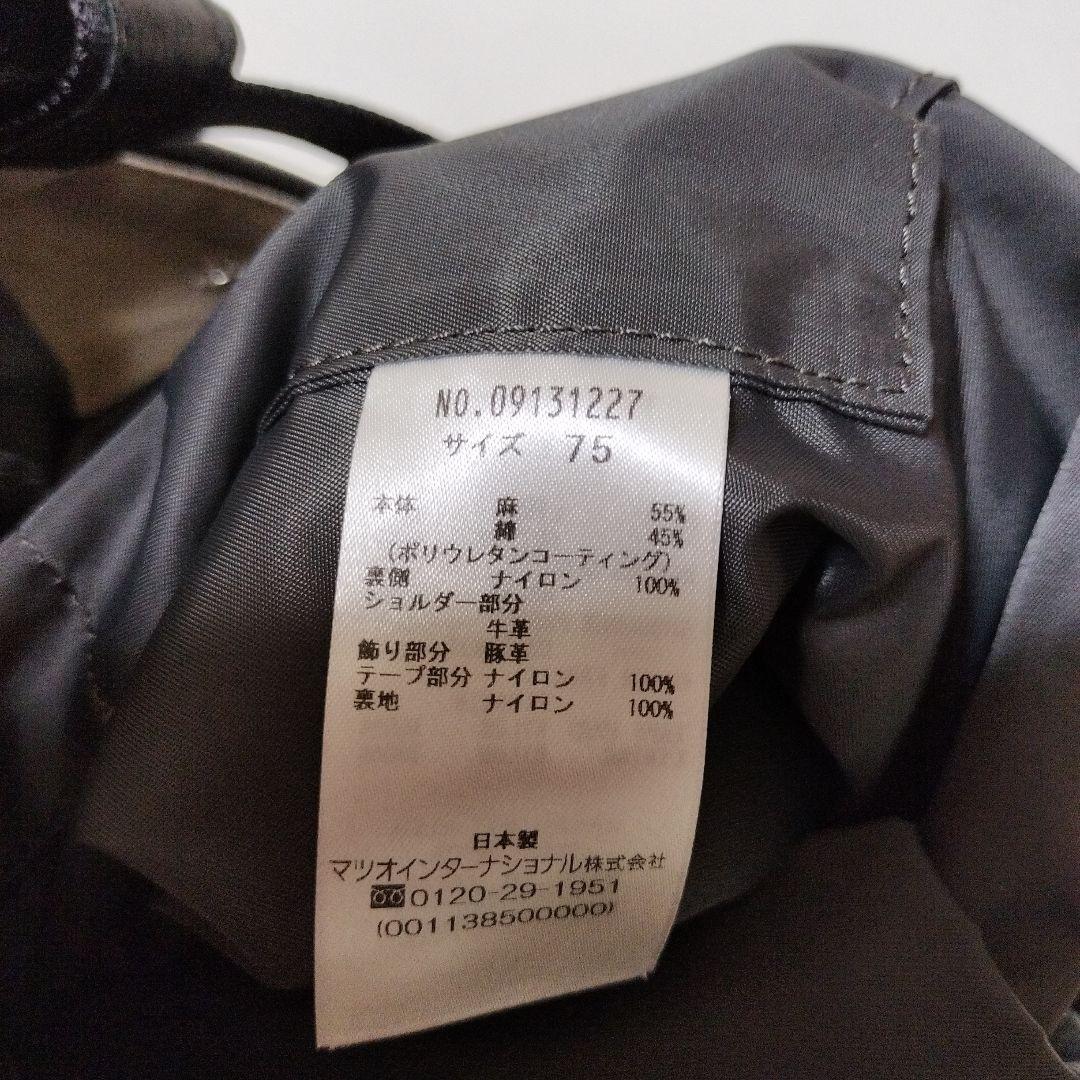 NO.09131227
サイズ 75
本体 麻 55%
綿 45%
(ポリウレタンコーティング)
裏側 ナイロン 100%
ショルダー部分
牛革
飾り部分 豚革
テープ部分 ナイロン 100%
裏地 ナイロン 100%
日本製
マツオインターナショナル株式会社
0120-29-1951
(001138500000)